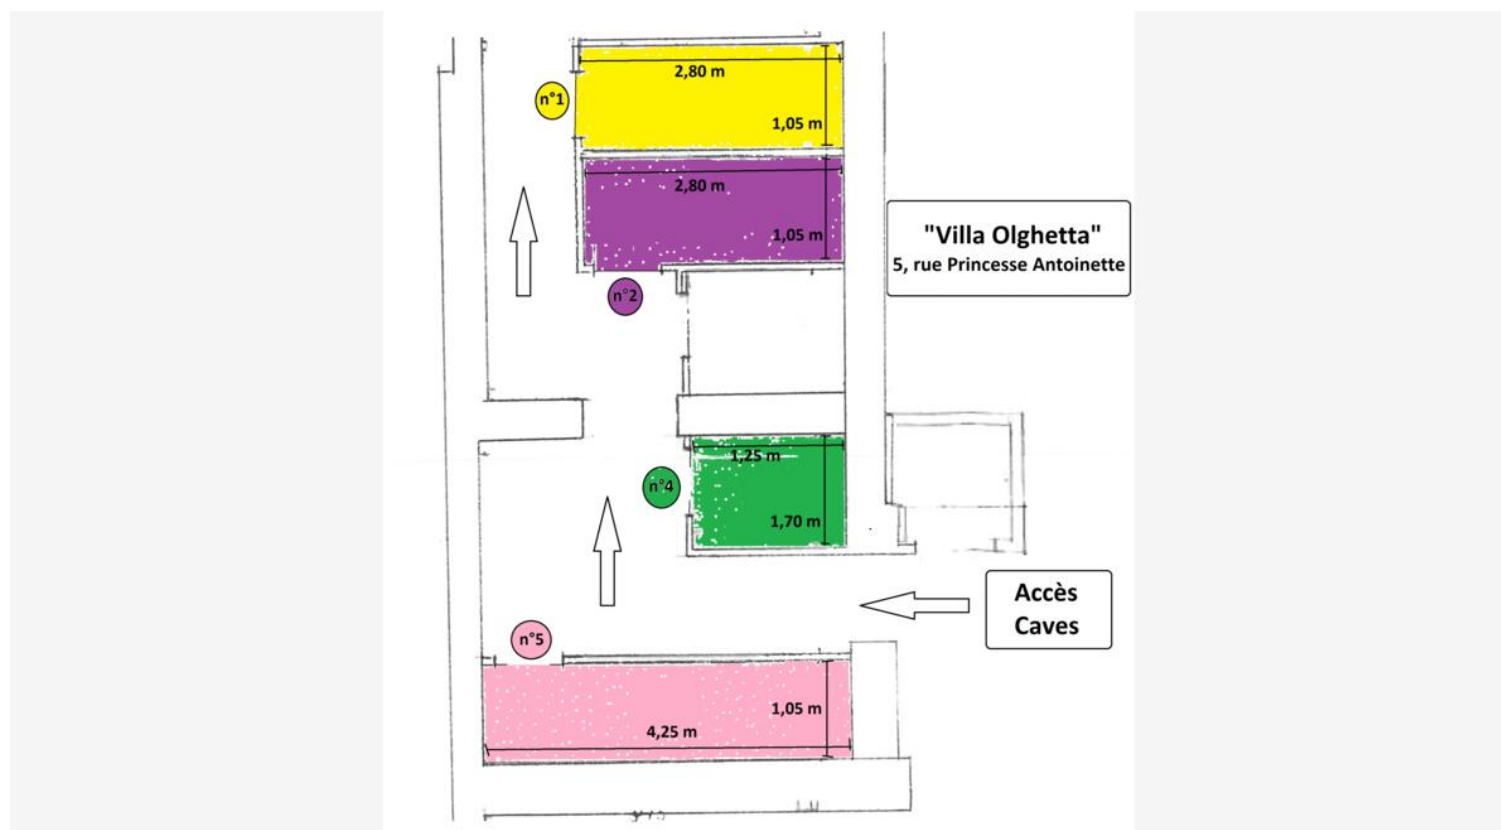 2,80 m
n°1
1,05 m
2,80 m
1,05 m
n°2
"Villa Olghetta"
5, rue Princesse Antoinette
1,25 m
n°4
1,70 m
Accès
Caves
n°5
1,05 m
4,25 m